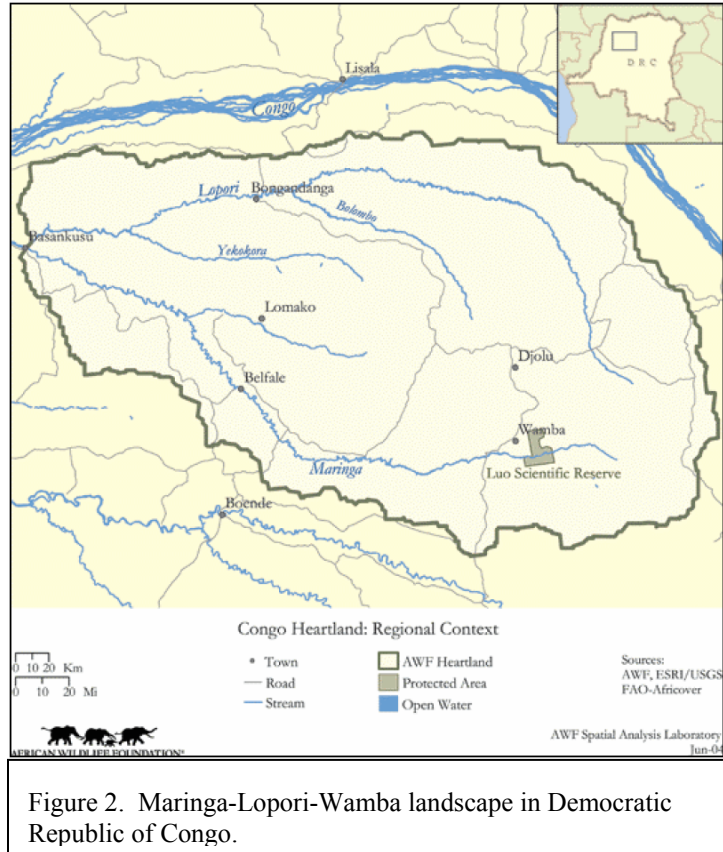 Lisala
DRC
Congo
Lopori
Bongandanga
Bolombo
Basankusu
Yekokora
Lomako
Djolu
Belfale
Wamba
Maringa
Luo Scientific Reserve
Boende
Congo Heartland: Regional Context
0 10 20 Km
0 10 20 Mi
Town
Road
Stream
AWF Heartland
Protected Area
Open Water
Sources:
AWF, ESRI/USGS
FAO-Africover
AFRICAN WILDLIFE FOUNDATION®
AWF Spatial Analysis Laboratory
Jun-04
Figure 2. Maringa-Lopori-Wamba landscape in Democratic
Republic of Congo.